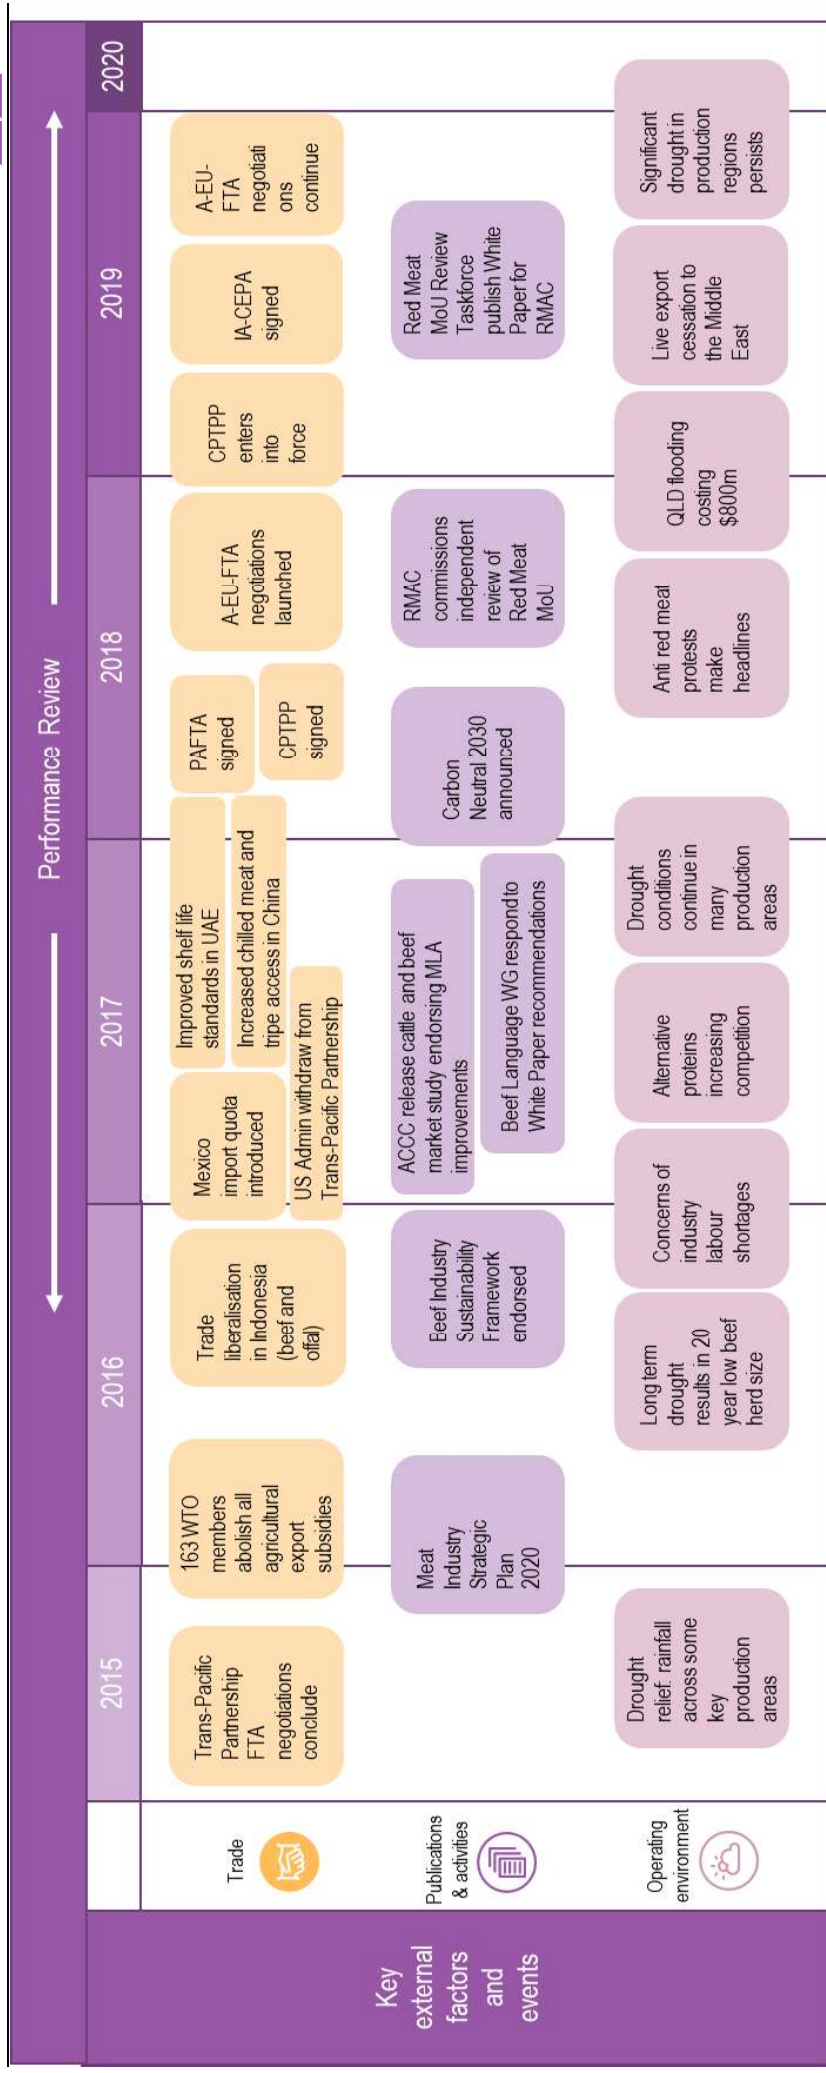 Performance Review
2015
2016
2017
2018
2019
2020
Key
external
factors
and
events
Trade
Trans-Pacific
Partnership
FTA
negotiations
conclude
163 WTO
members
abolish all
agricultural
export
subsidies
Trade
liberalisation
in Indonesia
(beef and
offal)
Mexico
import quota
introduced
US Admin withdraw from
Trans-Pacific Partnership
Improved shelf life
standards in UAE
Increased chilled meat and
tripe access in China
PAFTA
signed
CPTPP
signed
A-EU-FTA
negotiations
launched
CPTPP
enters
into
force
IA-CEPA
signed
A-EU-
FTA
negotiati
ons
continue
Publications
& activities
Meat
Industry
Strategic
Plan
2020
Beef Industry
Sustainability
Framework
endorsed
ACCC release cattle and beef
market study endorsing MLA
improvements
Beef Language WG respond to
White Paper recommendations
Carbon
Neutral 2030
announced
RMAC
commissions
independent
review of
Red Meat
MoU
Red Meat
MoU Review
Taskforce
publish White
Paper for
RMAC
Operating
environment
Drought
relief: rainfall
across some
key
production
areas
Long term
drought
results in 20
year low beef
herd size
Concerns of
industry
labour
shortages
Alternative
proteins
increasing
competition
Drought
conditions
continue in
many
production
areas
Anti red meat
protests
make
headlines
QLD flooding
costing
$800m
Live export
cessation to
the Middle
East
Significant
drought in
production
regions
persists